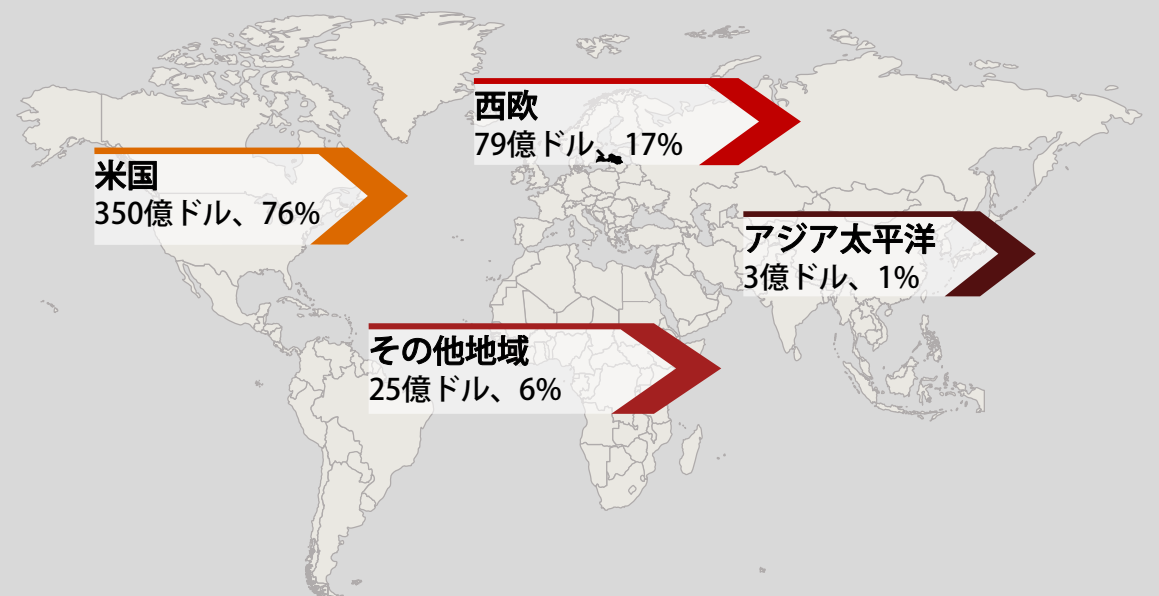 西欧
79億ドル、17%
米国
350億ドル、76%
アジア太平洋
3億ドル、1%
その他地域
25億ドル、6%